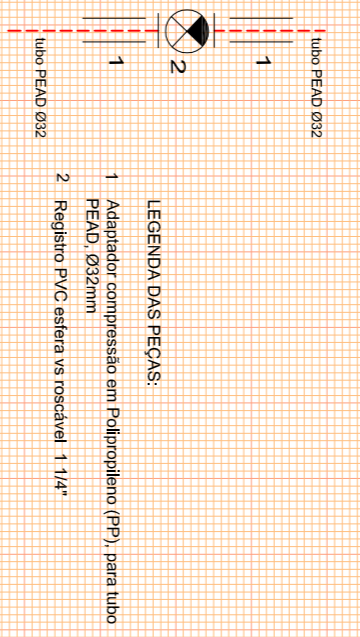 tubo PEAD Ø32
1
2
1
tubo PEAD Ø32
LEGENDA DAS PEÇAS:
1 Adaptador compressão em Polipropileno (PP), para tubo
PEAD, Ø32mm
2 Registro PVC esfera vs roscável 1 1/4"